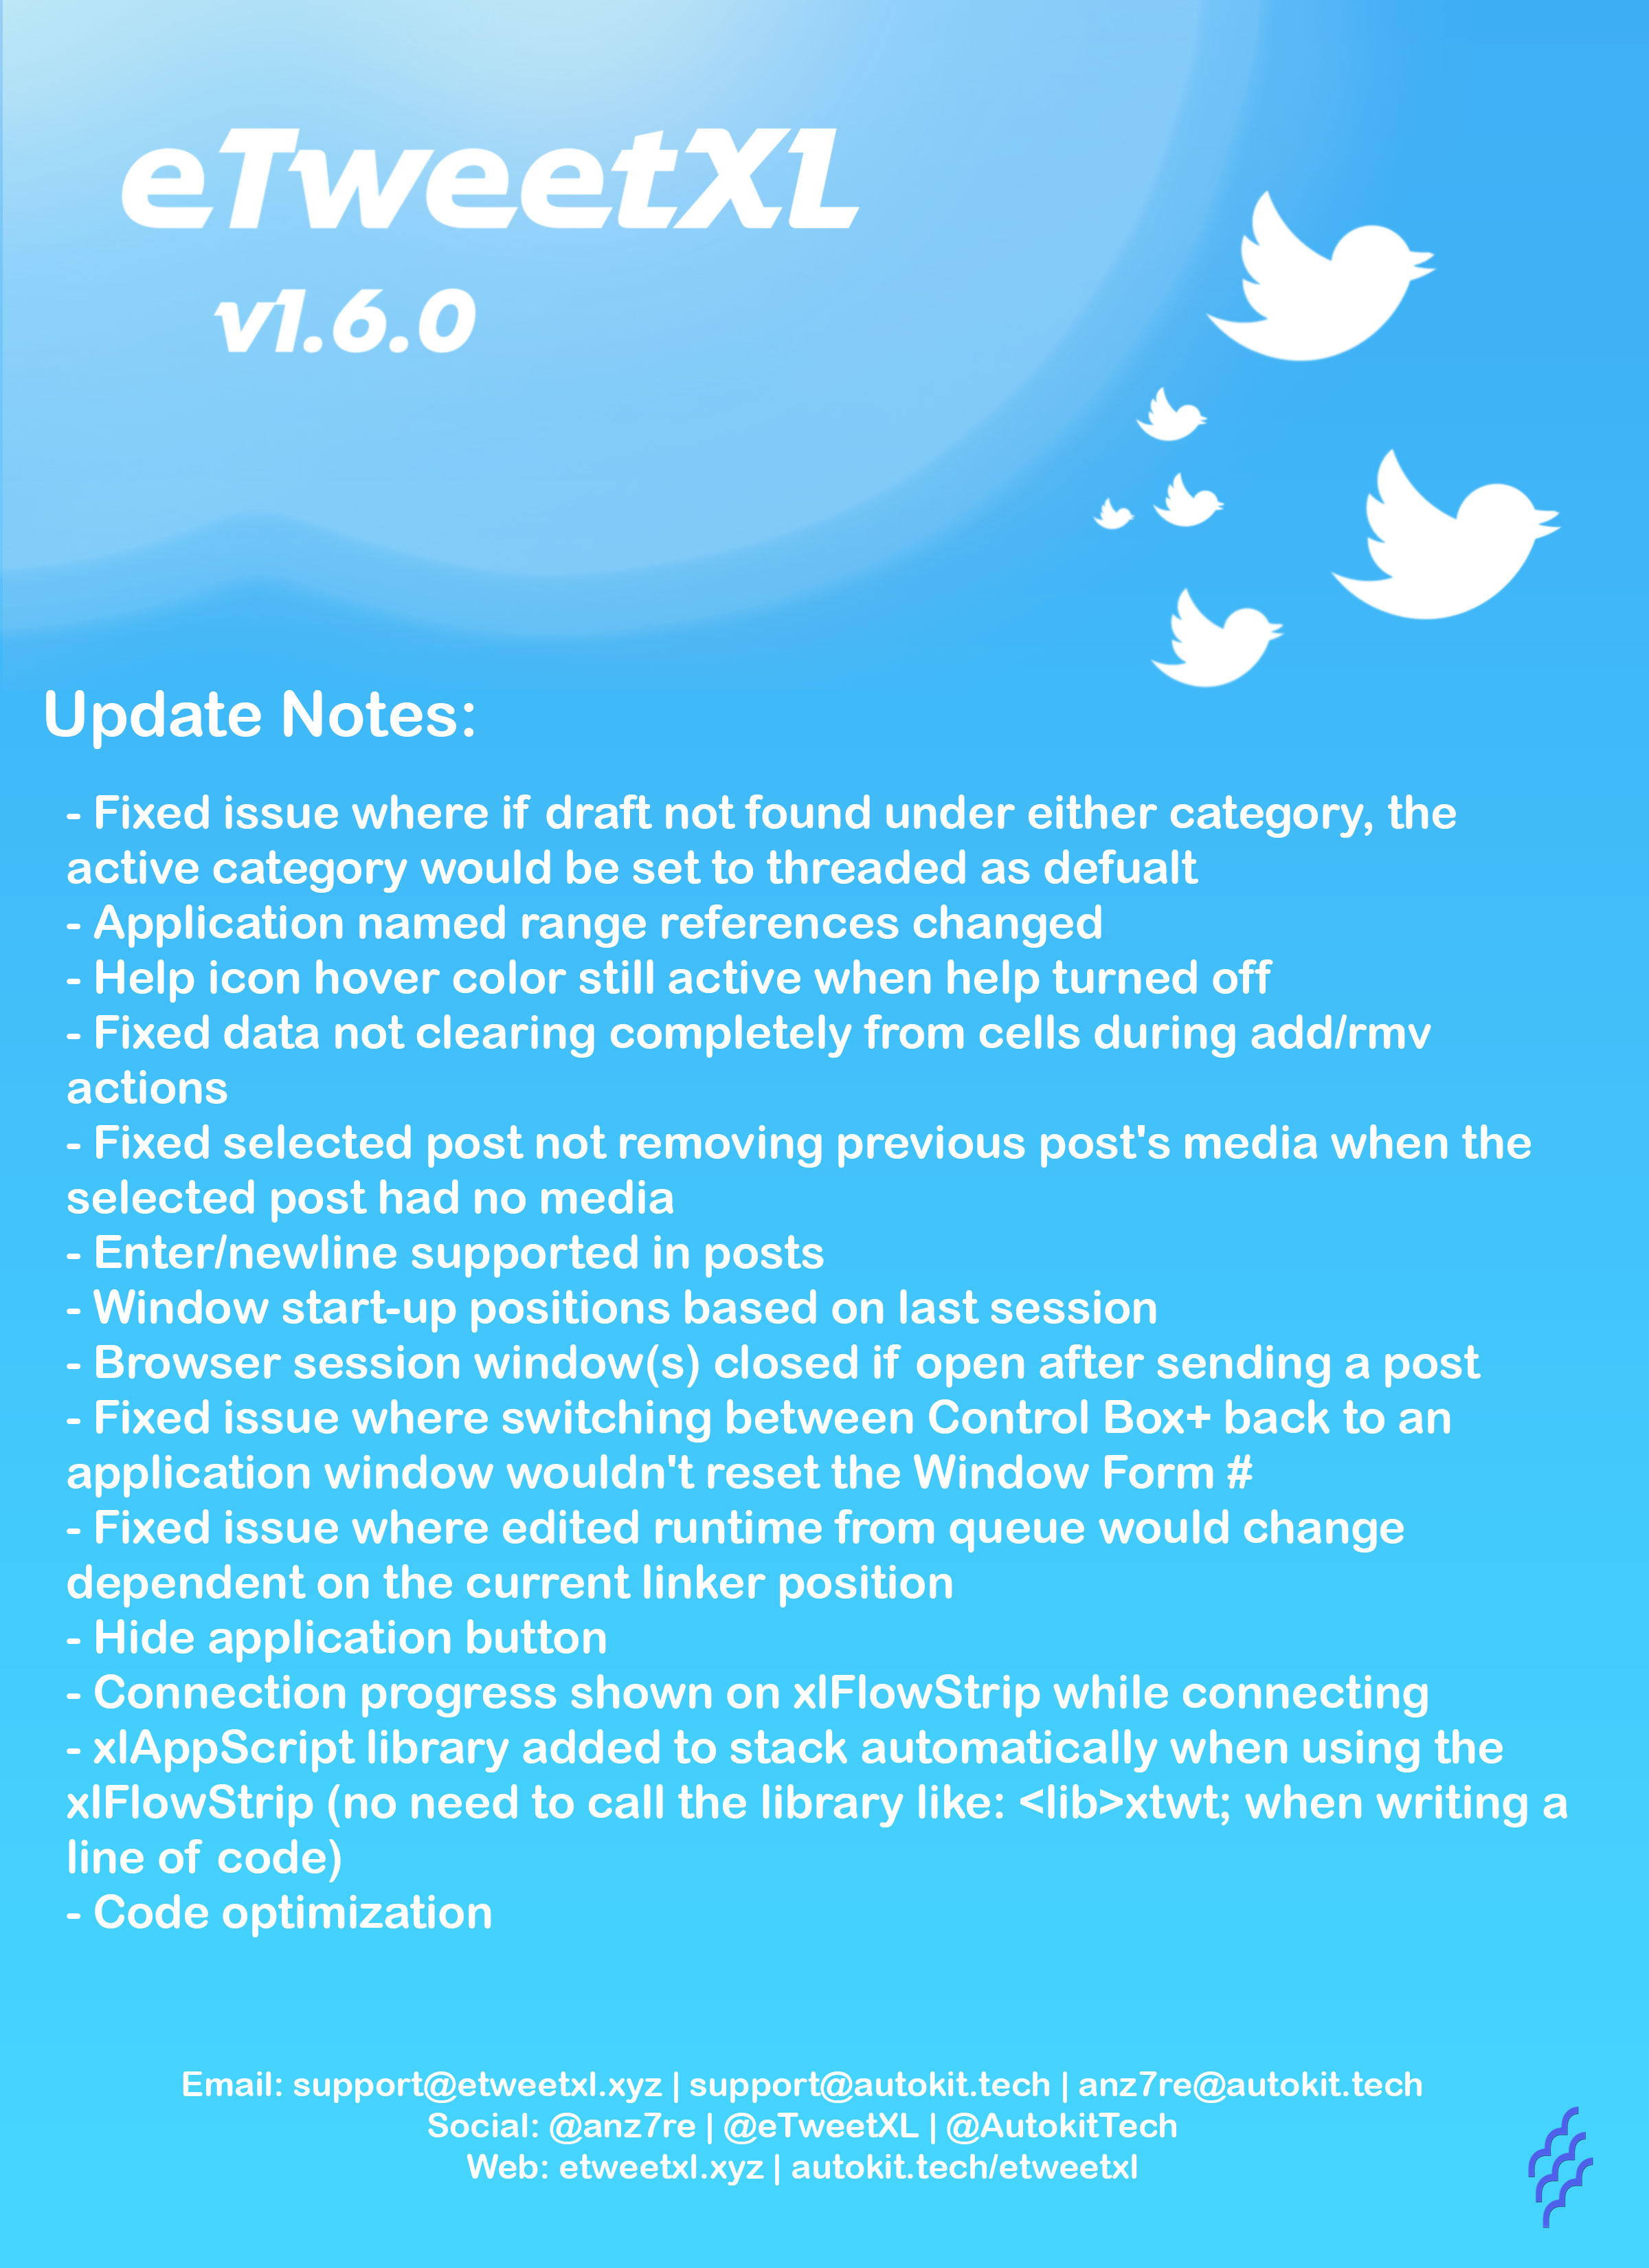 eTweetXL
v1.6.0
Update Notes:
- Fixed issue where if draft not found under either category, the
active category would be set to threaded as defualt
- Application named range references changed
- Help icon hover color still active when help turned off
- Fixed data not clearing completely from cells during add/rmv
actions
- Fixed selected post not removing previous post's media when the
selected post had no media
- Enter/newline supported in posts
- Window start-up positions based on last session
- Browser session window(s) closed if open after sending a post
- Fixed issue where switching between Control Box+ back to an
application window wouldn't reset the Window Form #
- Fixed issue where edited runtime from queue would change
dependent on the current linker position
- Hide application button
- Connection progress shown on xlFlowStrip while connecting
- xlAppScript library added to stack automatically when using the
xlFlowStrip (no need to call the library like: <lib>xtwt; when writing a
line of code)
- Code optimization
Email: support@etweetxl.xyz | support@autokit.tech | anz7re@autokit.tech
Social: @anz7re | @eTweetXL | @AutokitTech
Web: etweetxl.xyz | autokit.tech/etweetxl